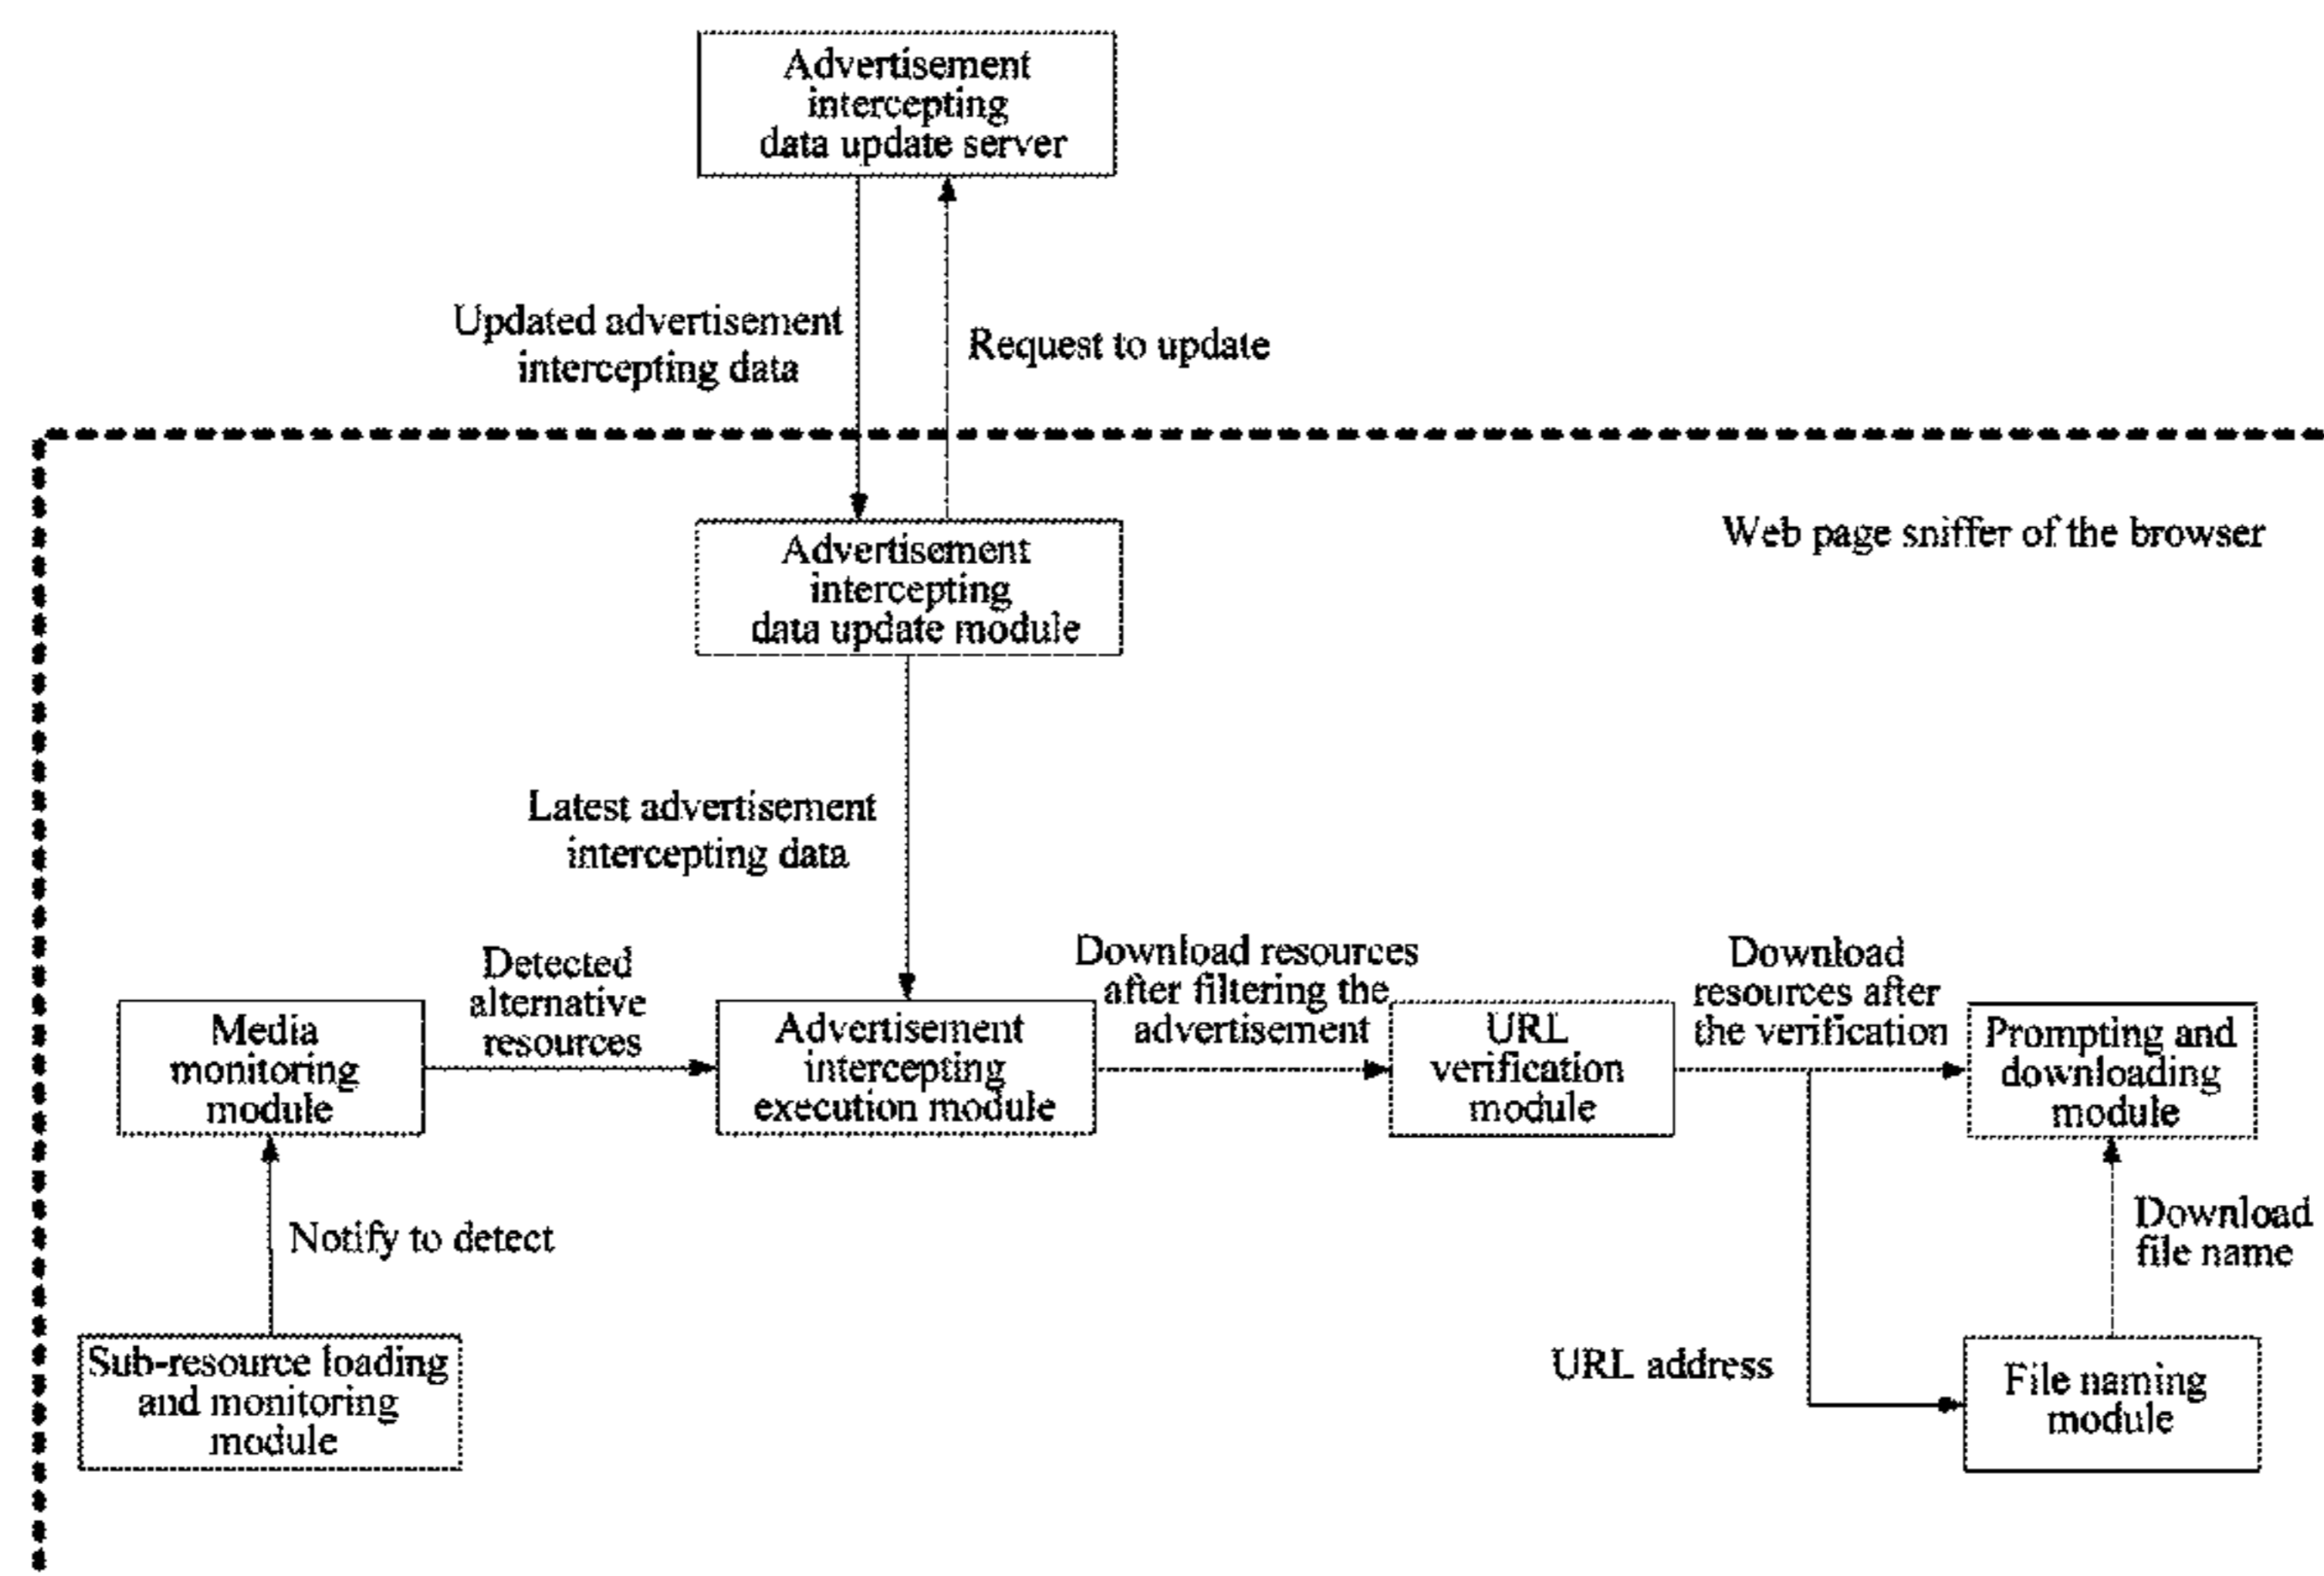 Advertisement
intercepting
data update server
Updated advertisement
intercepting data
Request to update
Web page sniffer of the browser
Advertisement
intercepting
data update module
Latest advertisement
intercepting data
Detected
alternative
resources
Download resources
after filtering the
advertisement
Download
resources after
the verification
Media
monitoring
module
Advertisement
intercepting
execution module
URL
verification
module
Prompting and
downloading
module
Notify to detect
Download
file name
Sub-resource loading
and monitoring
module
URL address
File naming
module